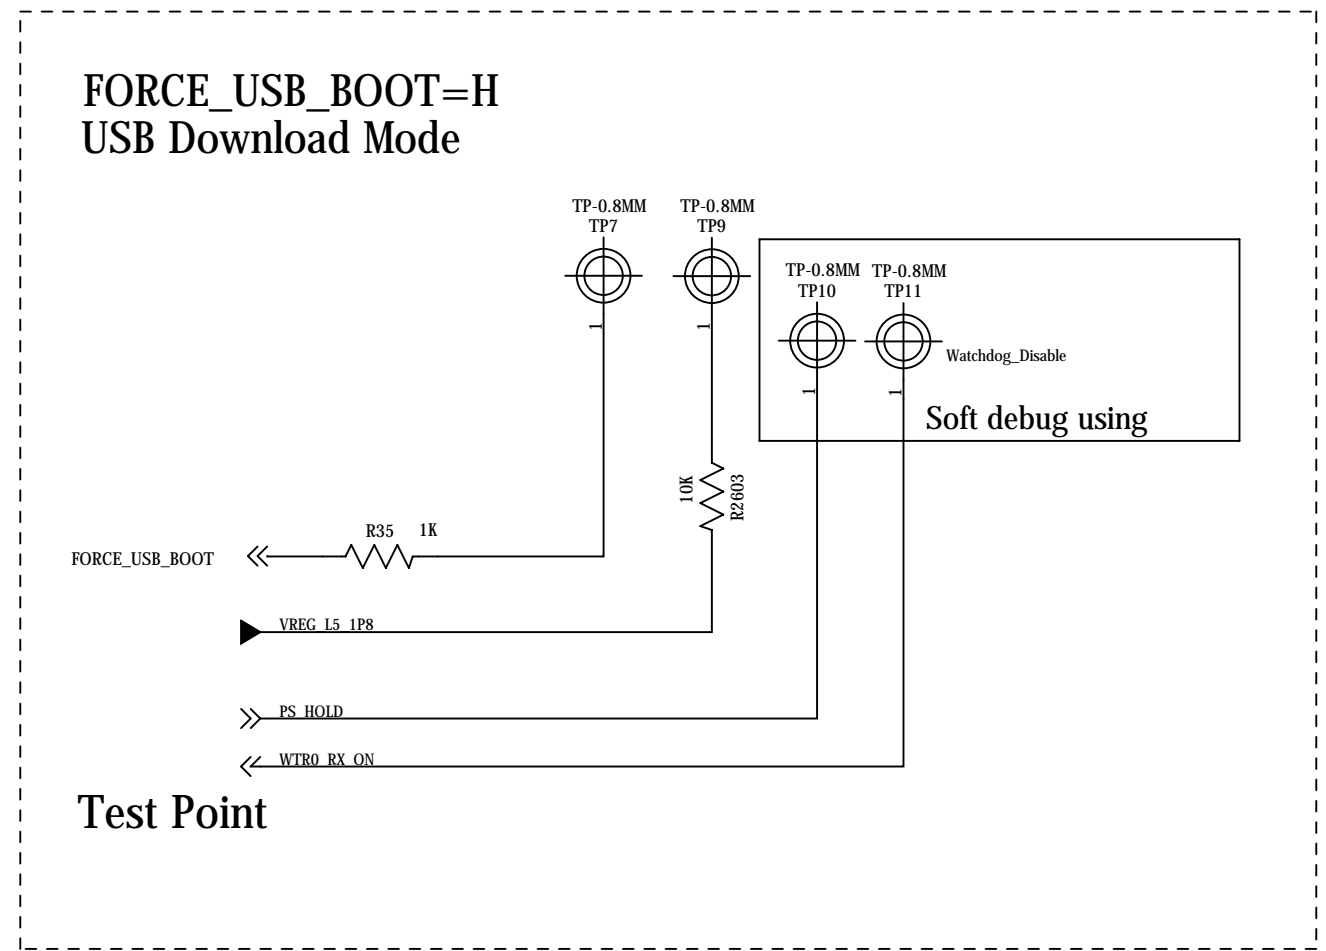 FORCE_USB_BOOT=H
USB Download Mode
TP-0.8MM
TP7
TP-0.8MM
TP9
TP-0.8MM
TP10
TP-0.8MM
TP11
1
1
Watchdog_Disable
1
1
Soft debug using
10K
R2603
R35
1K
FORCE_USB_BOOT
VREG_L5_1P8
PS_HOLD
WTR0_RX_ON
Test Point